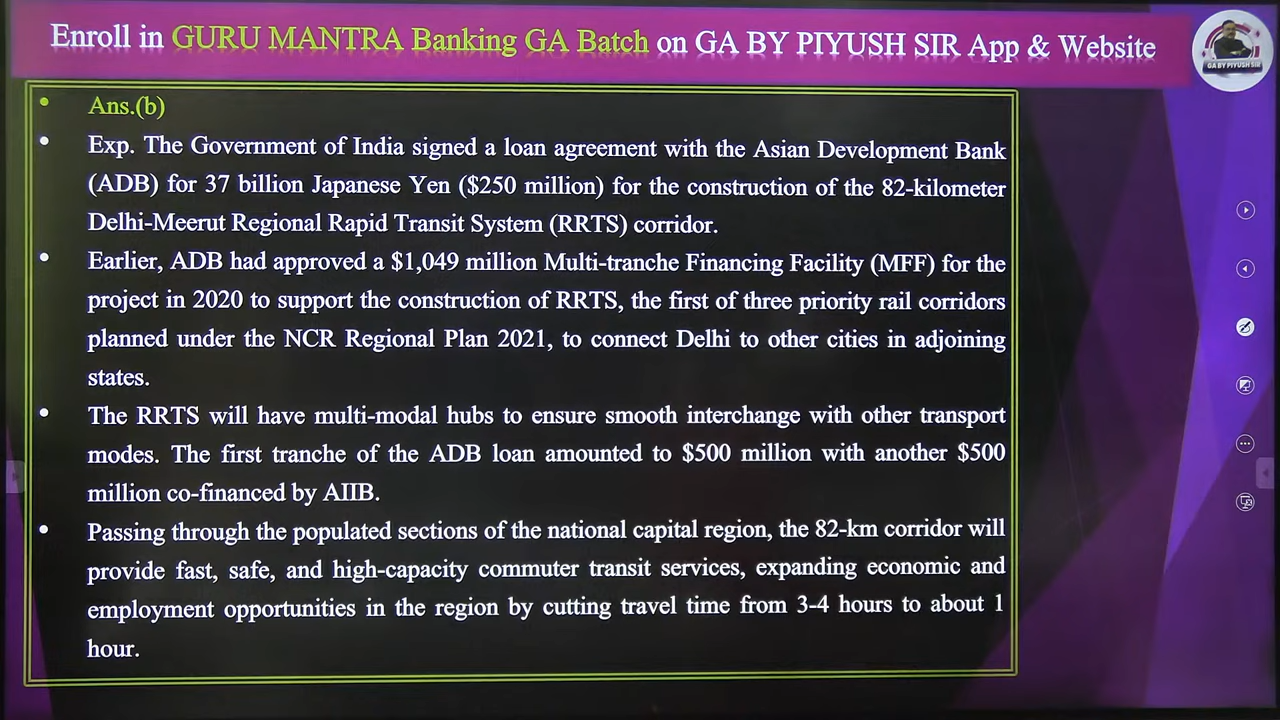 Enroll in GURU MANTRA Banking GA Batch on GA BY PIYUSH SIR App & Website
GA BY PIYUSH SIR
• Ans.(b)
• Exp. The Government of India signed a loan agreement with the Asian Development Bank
(ADB) for 37 billion Japanese Yen ($250 million) for the construction of the 82-kilometer
Delhi-Meerut Regional Rapid Transit System (RRTS) corridor.
• Earlier, ADB had approved a $1,049 million Multi-tranche Financing Facility (MFF) for the
project in 2020 to support the construction of RRTS, the first of three priority rail corridors
planned under the NCR Regional Plan 2021, to connect Delhi to other cities in adjoining
states.
• The RRTS will have multi-modal hubs to ensure smooth interchange with other transport
modes. The first tranche of the ADB loan amounted to $500 million with another $500
million co-financed by AIIB.
• Passing through the populated sections of the national capital region, the 82-km corridor will
provide fast, safe, and high-capacity commuter transit services, expanding economic and
employment opportunities in the region by cutting travel time from 3-4 hours to about 1
hour.